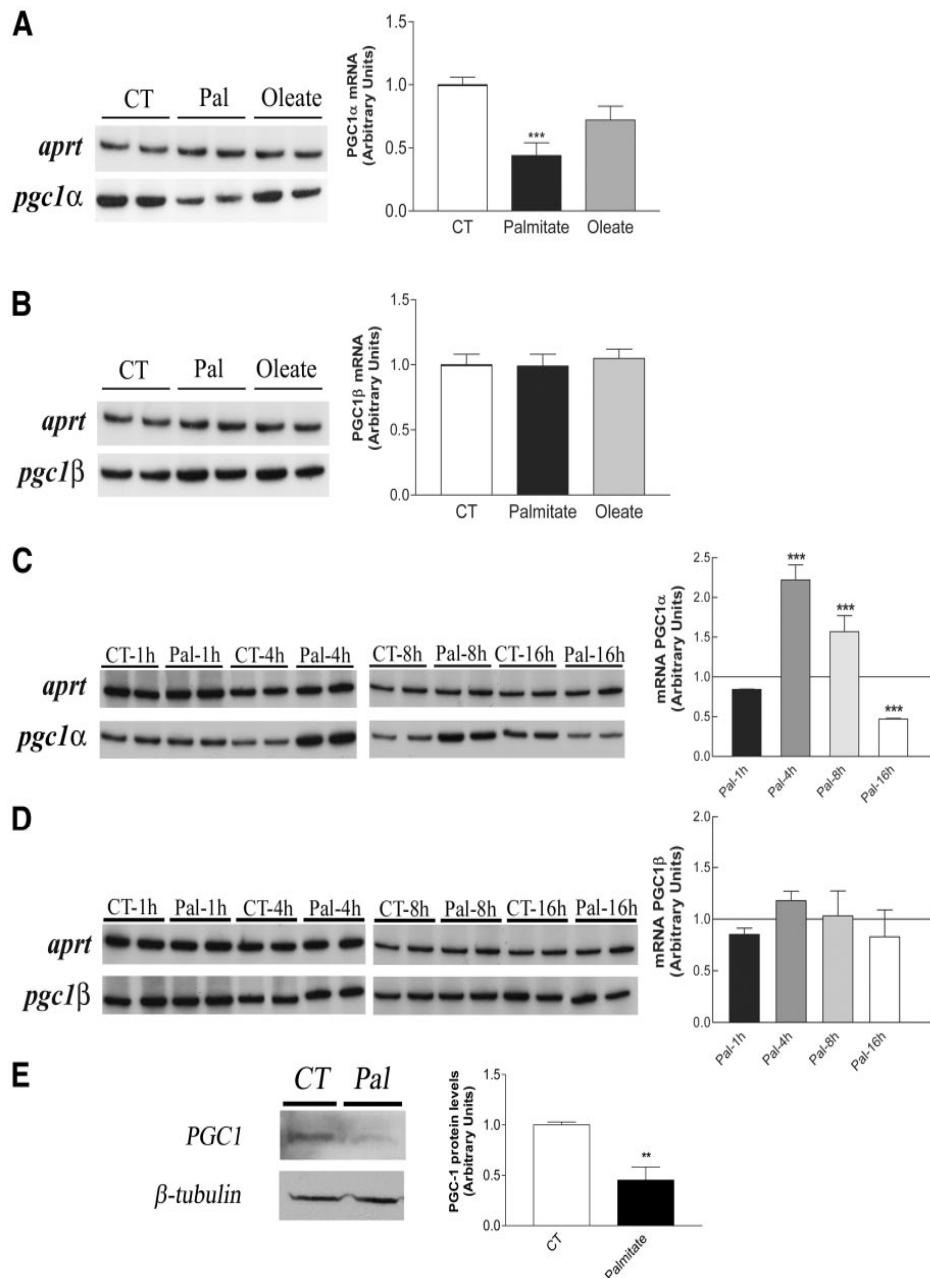 A
CT Pal Oleate
aprt
pgc1α
PGC1α mRNA
(Arbitrary Units)
1.5
1.0
0.5
0.0
***
CT Palmitate Oleate
B
CT Pal Oleate
aprt
pgc1β
PGC1β mRNA
(Arbitrary Units)
1.5
1.0
0.5
0.0
CT Palmitate Oleate
C
CT-1h Pal-1h CT-4h Pal-4h CT-8h Pal-8h CT-16h Pal-16h
aprt
pgc1α
mRNA PGC1α
(Arbitrary Units)
2.5
2.0
1.5
1.0
0.5
0.0
***
***
***
Pal-1h Pal-4h Pal-8h Pal-16h
D
CT-1h Pal-1h CT-4h Pal-4h CT-8h Pal-8h CT-16h Pal-16h
aprt
pgc1β
mRNA PGC1β
(Arbitrary Units)
2.0
1.5
1.0
0.5
0.0
Pal-1h Pal-4h Pal-8h Pal-16h
E
CT Pal
PGC1
β-tubulin
PGC-1 protein levels
(Arbitrary Units)
1.5
1.0
0.5
0.0
**
CT Palmitate